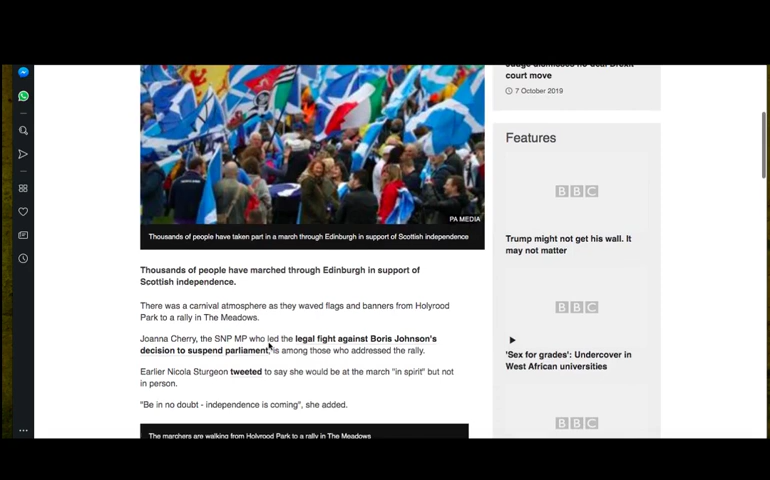 PA MEDIA
Thousands of people have taken part in a march through Edinburgh in support of Scottish independence
Thousands of people have marched through Edinburgh in support of
Scottish independence.
There was a carnival atmosphere as they waved flags and banners from Holyrood
Park to a rally in The Meadows.
Joanna Cherry, the SNP MP who led the legal fight against Boris Johnson's
decision to suspend parliament, is among those who addressed the rally.
Earlier Nicola Sturgeon tweeted to say she would be at the march "in spirit" but not
in person.
"Be in no doubt - independence is coming", she added.
The marchers are walking from Holyrood Park to a rally in The Meadows
court move
7 October 2019
Features
BBC
Trump might not get his wall. It
may not matter
BBC
'Sex for grades': Undercover in
West African universities
BBC